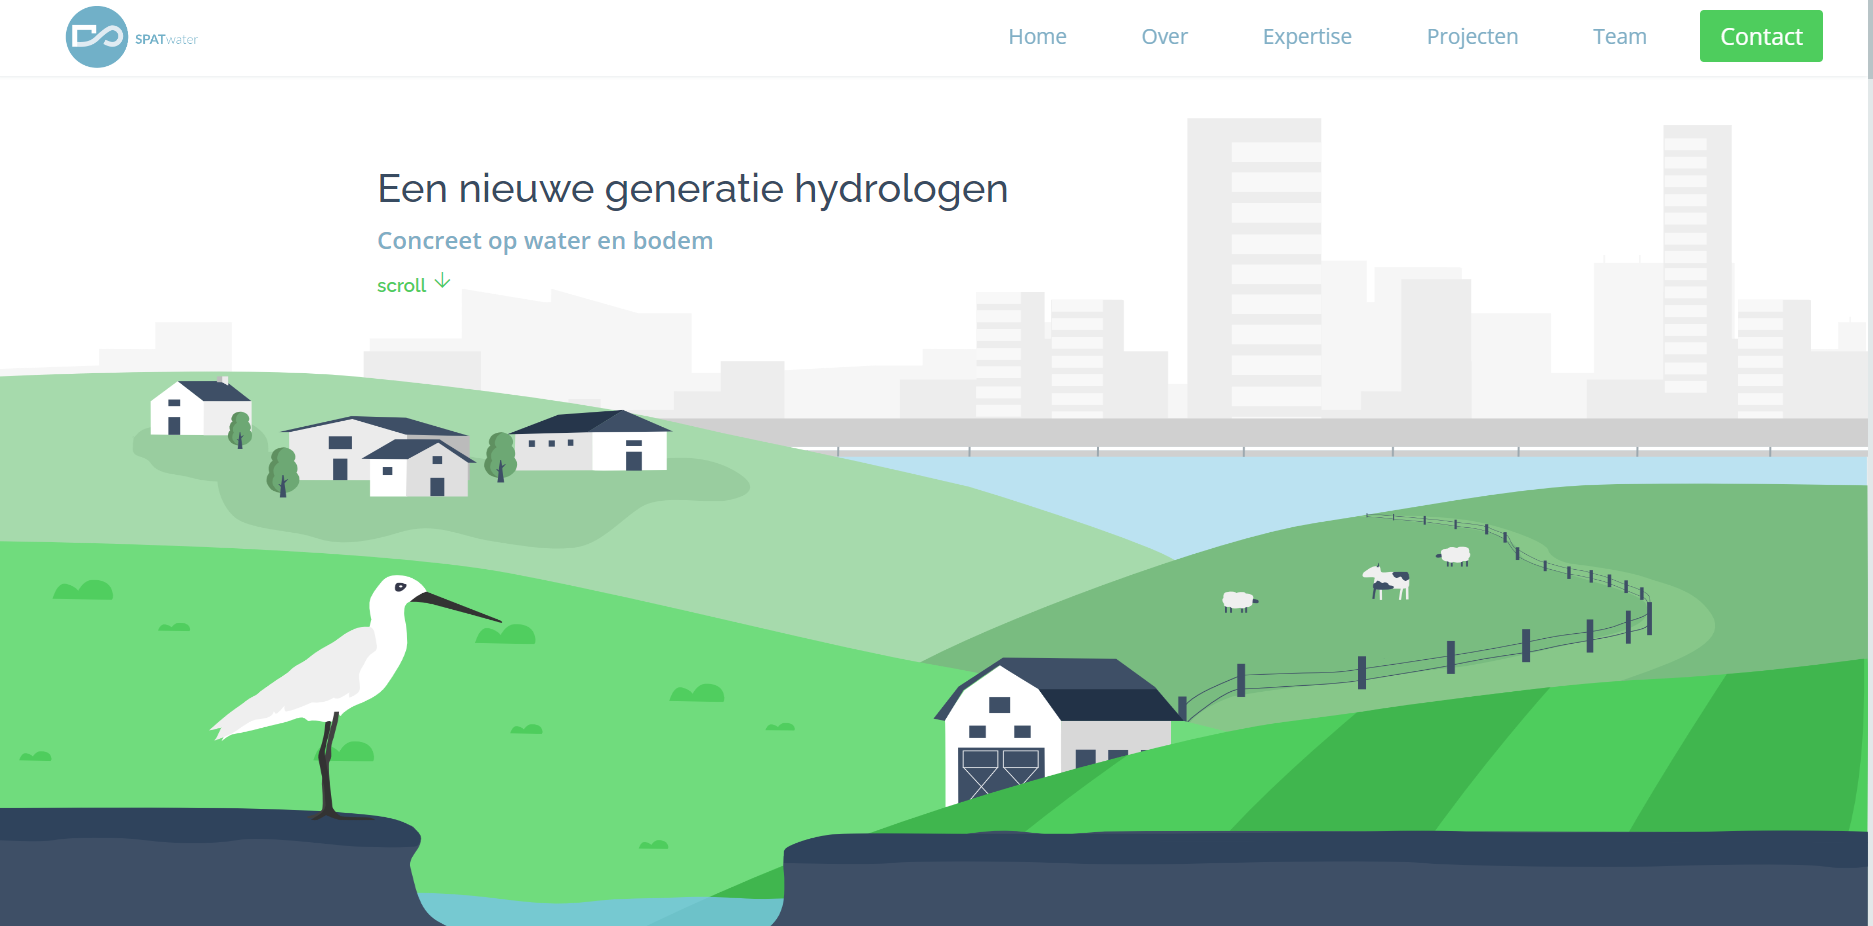 SPATwater
Home Over Expertise Projecten Team Contact
Een nieuwe generatie hydrologen
Concreet op water en bodem
scroll ↓